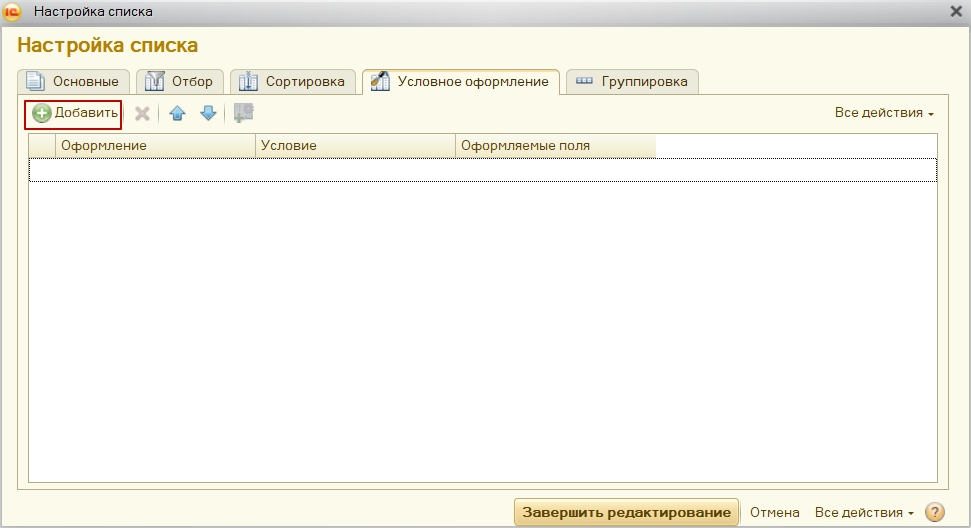 1С Настройка списка
Настройка списка
Основные Отбор Сортировка Условное оформление Группировка
Добавить Все действия
Оформление Условие Оформляемые поля
Завершить редактирование Отмена Все действия ?